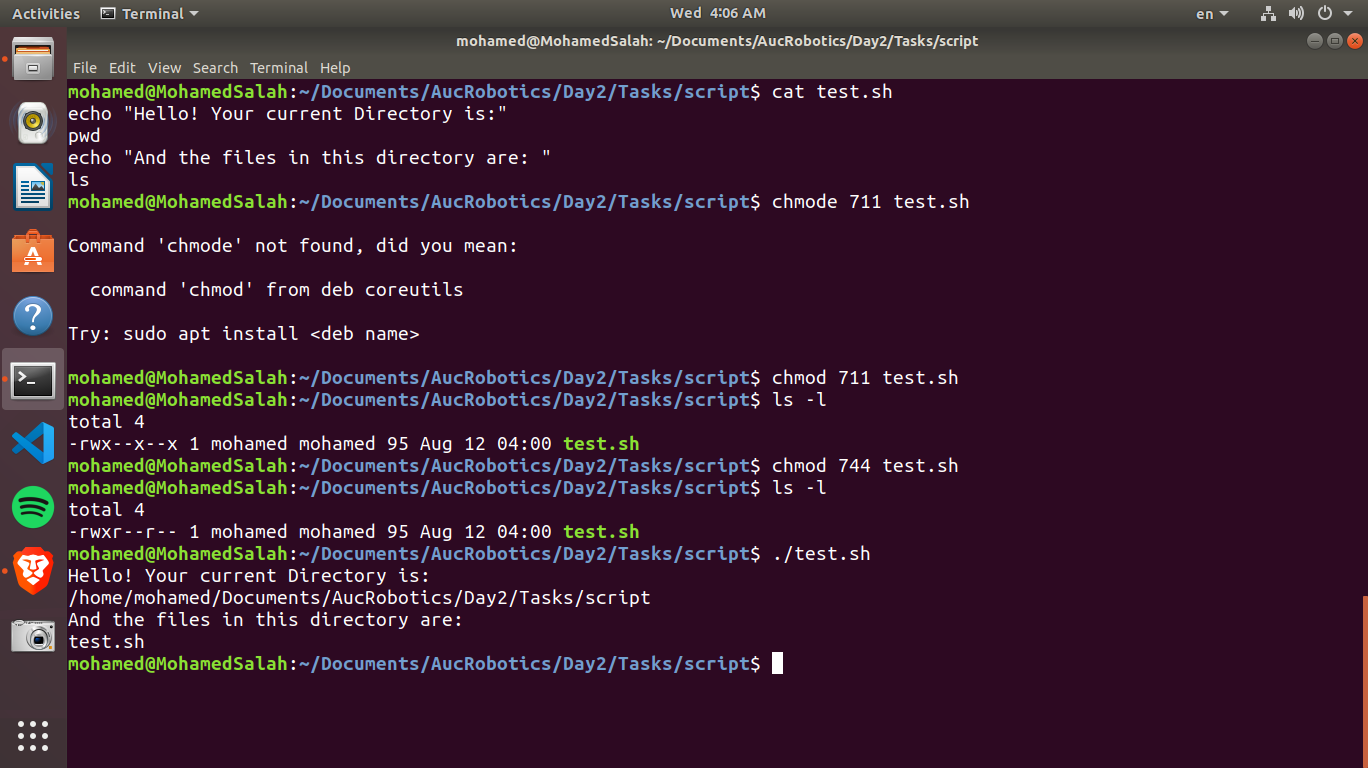 Activities Terminal Wed 4:06 AM en
mohamed@MohamedSalah: ~/Documents/AucRobotics/Day2/Tasks/script
File Edit View Search Terminal Help
mohamed@MohamedSalah:~/Documents/AucRobotics/Day2/Tasks/script$ cat test.sh
echo "Hello! Your current Directory is:"
pwd
echo "And the files in this directory are: "
ls
mohamed@MohamedSalah:~/Documents/AucRobotics/Day2/Tasks/script$ chmode 711 test.sh
Command 'chmode' not found, did you mean:
  command 'chmod' from deb coreutils
Try: sudo apt install <deb name>
mohamed@MohamedSalah:~/Documents/AucRobotics/Day2/Tasks/script$ chmod 711 test.sh
mohamed@MohamedSalah:~/Documents/AucRobotics/Day2/Tasks/script$ ls -l
total 4
-rwx--x--x 1 mohamed mohamed 95 Aug 12 04:00 test.sh
mohamed@MohamedSalah:~/Documents/AucRobotics/Day2/Tasks/script$ chmod 744 test.sh
mohamed@MohamedSalah:~/Documents/AucRobotics/Day2/Tasks/script$ ls -l
total 4
-rwxr--r-- 1 mohamed mohamed 95 Aug 12 04:00 test.sh
mohamed@MohamedSalah:~/Documents/AucRobotics/Day2/Tasks/script$ ./test.sh
Hello! Your current Directory is:
/home/mohamed/Documents/AucRobotics/Day2/Tasks/script
And the files in this directory are:
test.sh
mohamed@MohamedSalah:~/Documents/AucRobotics/Day2/Tasks/script$